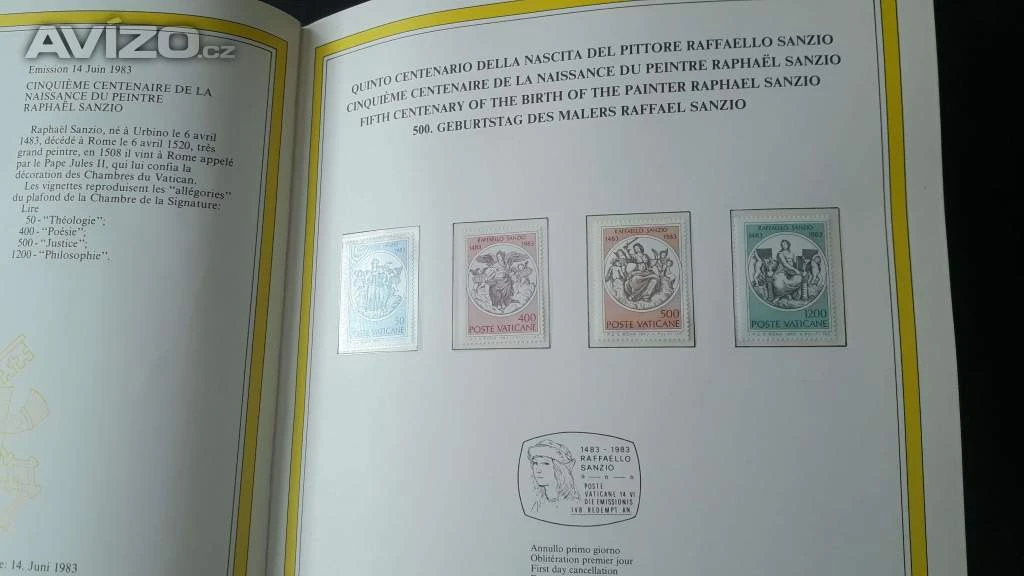 AVÍZO.cz
Emission 14 Juin 1983
CINQUIÈME CENTENAIRE DE LA
NAISSANCE DU PEINTRE
RAPHAËL SANZIO
Raphaël Sanzio, né à Urbino le 6 avril
1483, décédé à Rome le 6 avril 1520, très
grand peintre, en 1508 il vint à Rome appelé
par le Pape Jules II, qui lui confia la
décoration des Chambres du Vatican.
Les vignettes reproduisent les "allégories"
du plafond de la Chambre de la Signature:
Lire
50 - "Théologie";
400 - "Poésie";
500 - "Justice";
1200 - "Philosophie".
e: 14. Juni 1983
QUINTO CENTENARIO DELLA NASCITA DEL PITTORE RAFFAELLO SANZIO
CINQUIÈME CENTENAIRE DE LA NAISSANCE DU PEINTRE RAPHAËL SANZIO
FIFTH CENTENARY OF THE BIRTH OF THE PAINTER RAPHAEL SANZIO
500. GEBURTSTAG DES MALERS RAFFAEL SANZIO
50
POSTE VATICANE
RAFFAELLO SANZIO
1483 1983
400
POSTE VATICANE
RAFFAELLO SANZIO
1483 1983
500
POSTE VATICANE
RAFFAELLO SANZIO
1483 1983
1200
POSTE VATICANE
1483 - 1983
RAFFAELLO
SANZIO
POSTE
VATICANE 14 VI
DIE EMISSIONIS
IVB. REDEMPT. AN.
Annullo primo giorno
Oblitération premier jour
First day cancellation